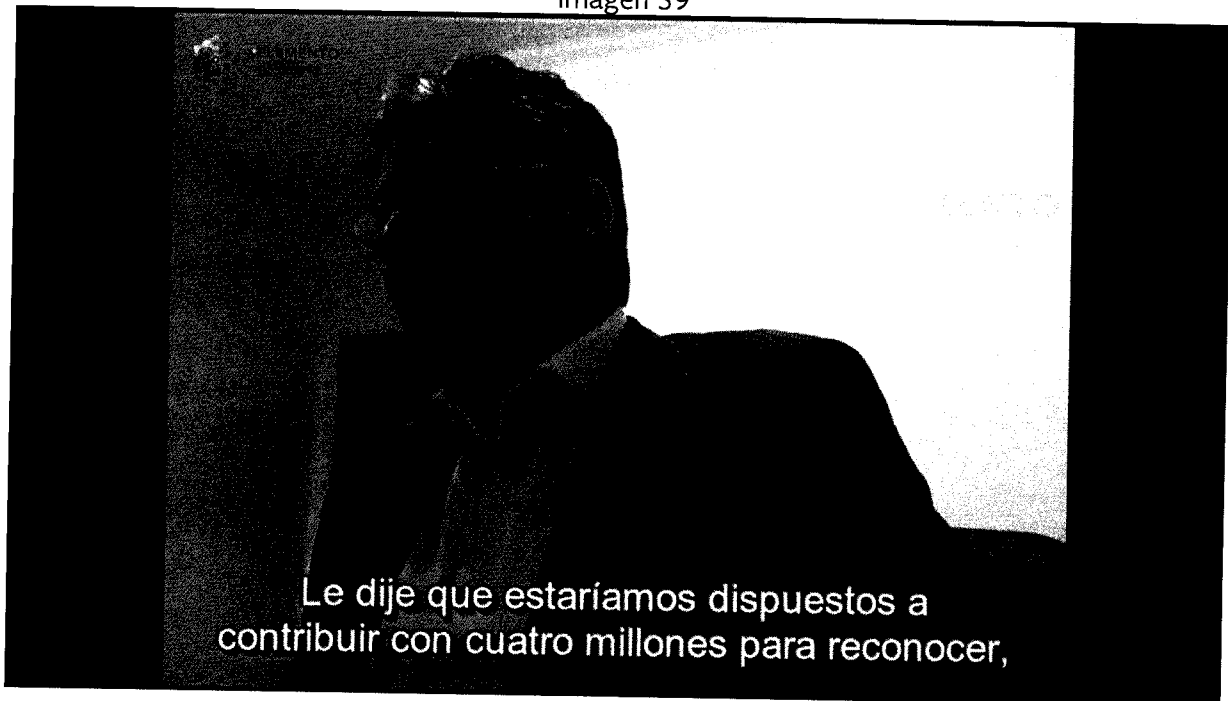 Imagen 39
Le dije que estaríamos dispuestos a
contribuir con cuatro millones para reconocer,